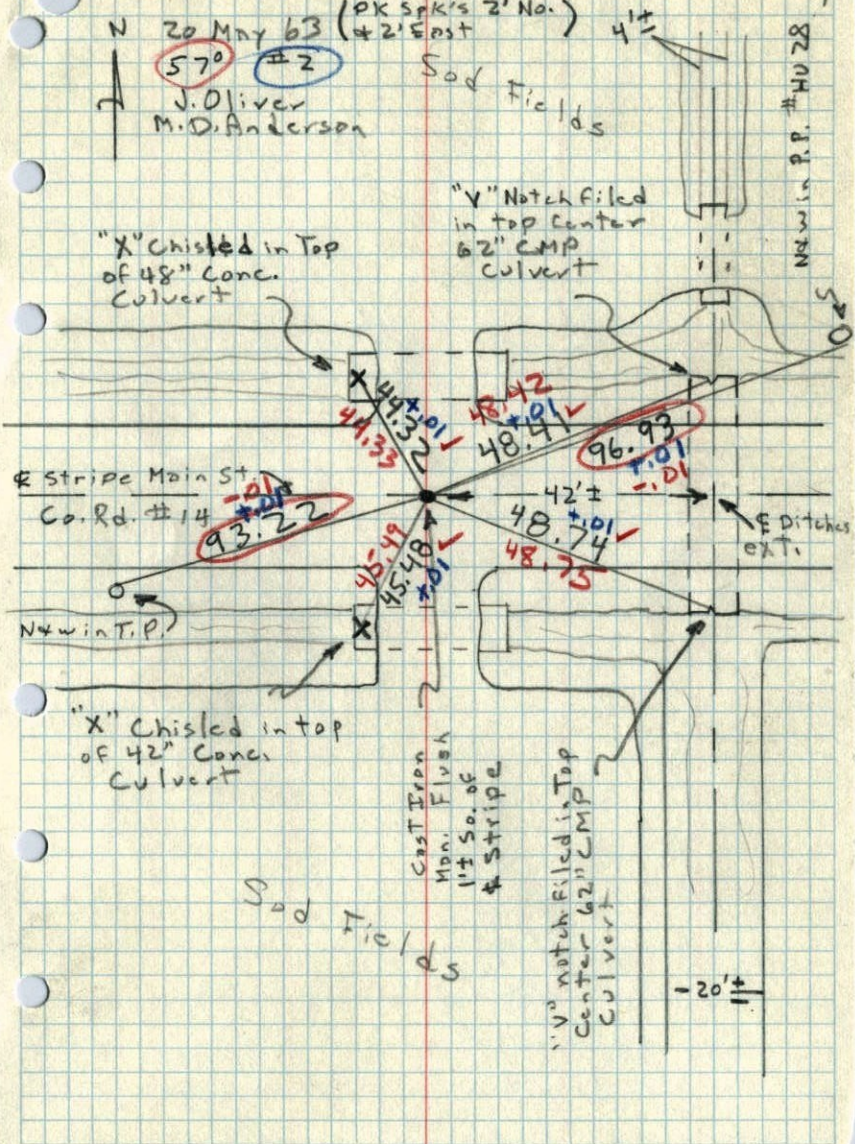 (PK Spk's 2' No.
& 2' East)
N 20 May 63
57° #2
J. Oliver
M.D. Anderson
Sod Fields
4'±
N&W in P.P. #HU 28
"V" Notch filed
in top Center
62" CMP
Culvert
"X" Chisled in Top
of 48" Conc.
Culvert
S
X
44.32
+.01
44.33
48.42
+.01
48.41
96.93
+.01
-.01
℄ Stripe Main St.
Co. Rd. #14
-.01
+.01
93.22
42'±
48.74
+.01
48.75
℄ Ditches
ext.
45.49
45.48
+.01
N&W in T.P.
X
"X" Chisled in top
of 42" Conc.
Culvert
Cast Iron
Mon. Flush
1'± So. of
℄ Stripe
"V" notch filed in Top
Center 62" CMP
Culvert
Sod Fields
-20'±